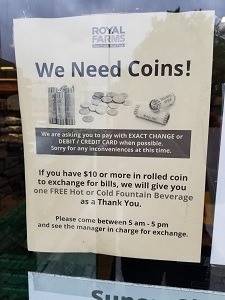 ROYAL
FARMS
We Need Coins!
We are asking you to pay with EXACT CHANGE or
DEBIT / CREDIT CARD when possible.
Sorry for any inconveniences at this time.
If you have $10 or more in rolled coin
to exchange for bills, we will give you
one FREE Hot or Cold Fountain Beverage
as a Thank You.
Please come between 5 am - 5 pm
and see the manager in charge for exchange.